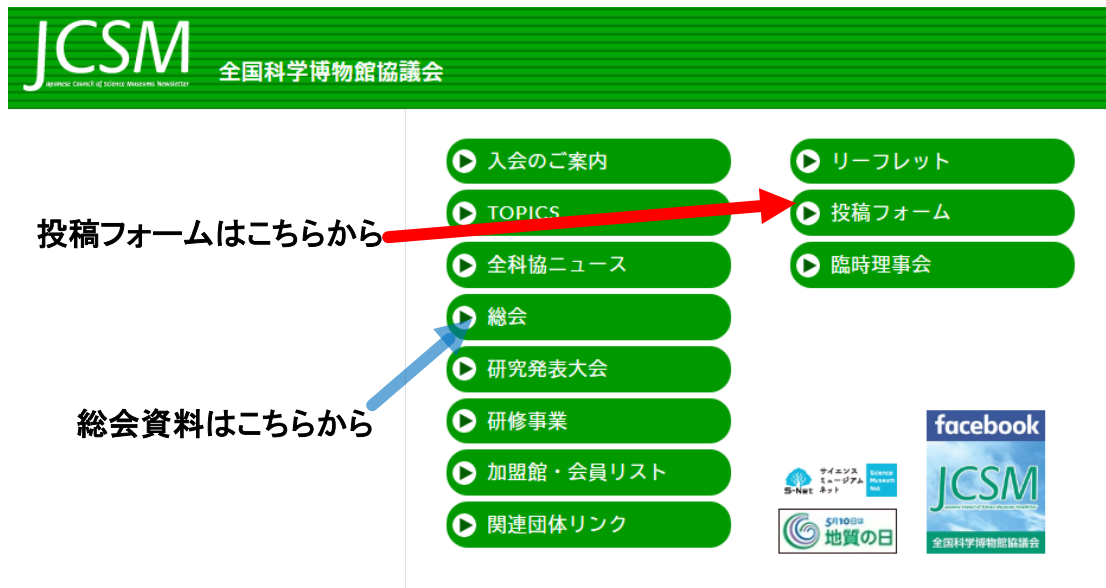 JCSM
Japanese Council of Science Museums Newsletter
全国科学博物館協議会
入会のご案内
TOPICS
全科協ニュース
総会
研究発表大会
研修事業
加盟館・会員リスト
関連団体リンク
リーフレット
投稿フォーム
臨時理事会
投稿フォームはこちらから
総会資料はこちらから
S-Net
サイエンス
ミュージアム
ネット
Science
Museum
Net
5月10日は
地質の日
facebook
JCSM
Japanese Council of Science Museums Newsletter
全国科学博物館協議会